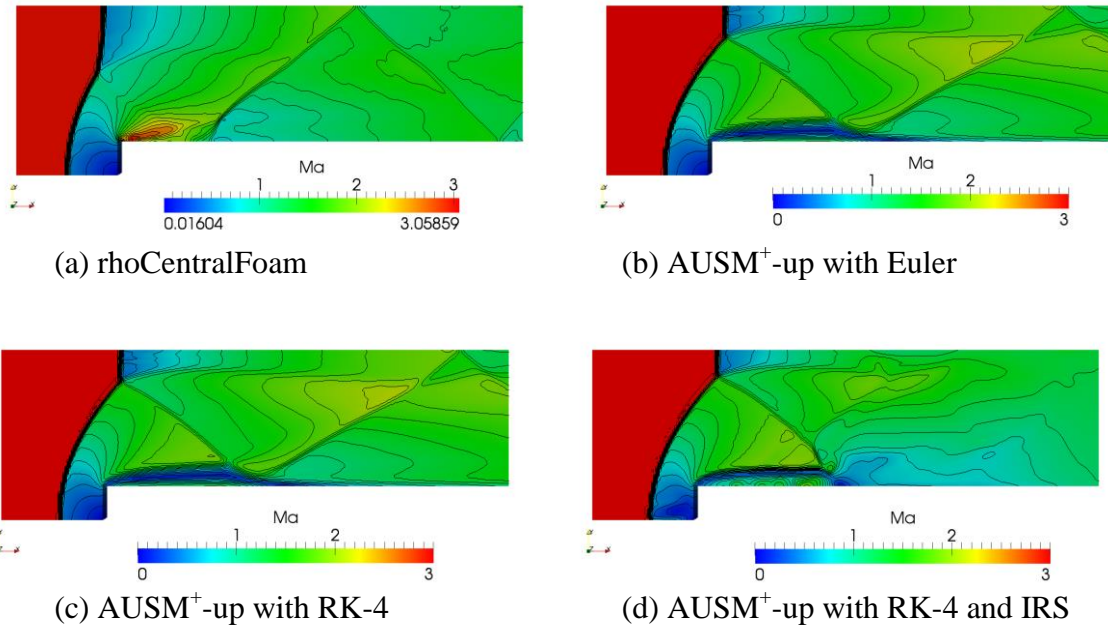 Ma
1 2 3
0.01604 3.05859
(a) rhoCentralFoam
Ma
1 2
0 3
(b) AUSM+-up with Euler
Ma
1 2
0 3
(c) AUSM+-up with RK-4
Ma
1 2
0 3
(d) AUSM+-up with RK-4 and IRS